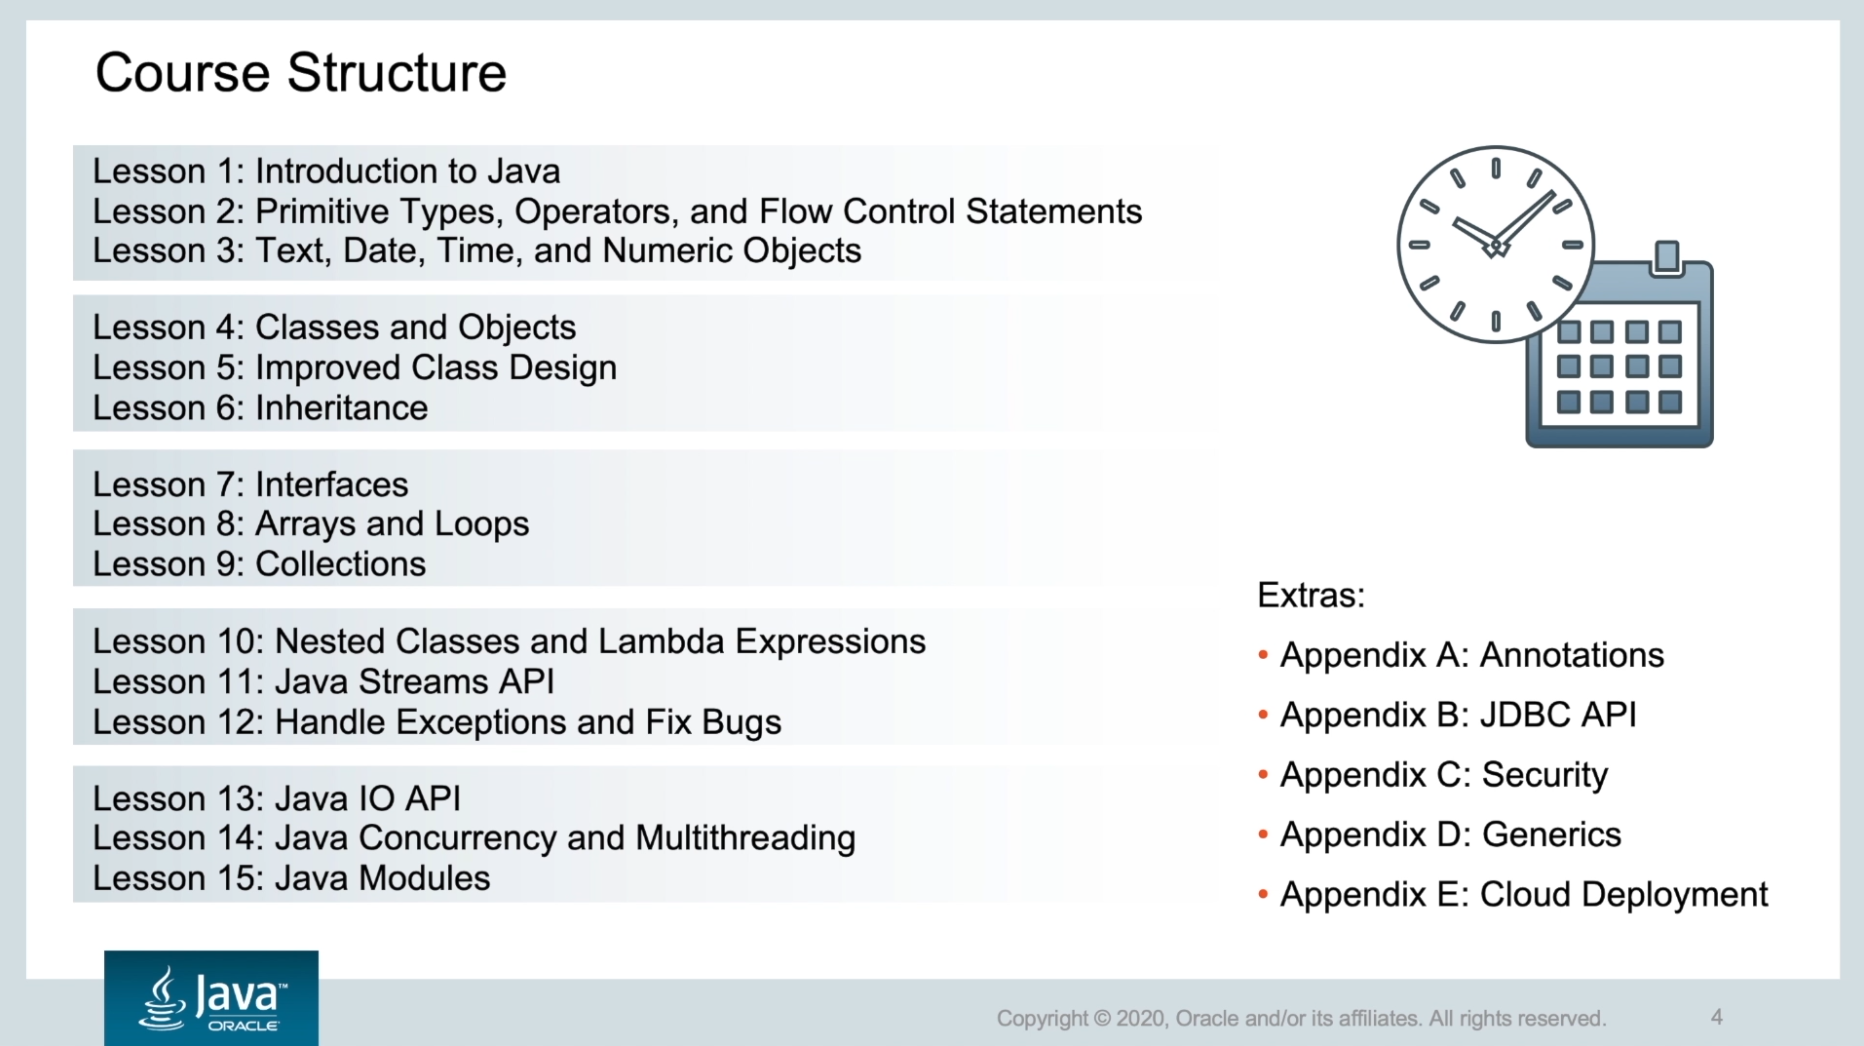 Course Structure
Lesson 1: Introduction to Java
Lesson 2: Primitive Types, Operators, and Flow Control Statements
Lesson 3: Text, Date, Time, and Numeric Objects
Lesson 4: Classes and Objects
Lesson 5: Improved Class Design
Lesson 6: Inheritance
Lesson 7: Interfaces
Lesson 8: Arrays and Loops
Lesson 9: Collections
Lesson 10: Nested Classes and Lambda Expressions
Lesson 11: Java Streams API
Lesson 12: Handle Exceptions and Fix Bugs
Lesson 13: Java IO API
Lesson 14: Java Concurrency and Multithreading
Lesson 15: Java Modules
Extras:
• Appendix A: Annotations
• Appendix B: JDBC API
• Appendix C: Security
• Appendix D: Generics
• Appendix E: Cloud Deployment
Java™
ORACLE
Copyright © 2020, Oracle and/or its affiliates. All rights reserved.
4